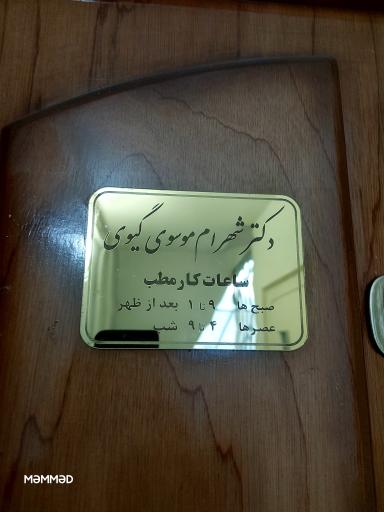 دکتر شهرام موسوی گیوی
ساعات کار مطب
صبح ها ۹ تا ۱ بعد از ظهر
عصرها ۴ تا ۹ شب
MƏMMƏD